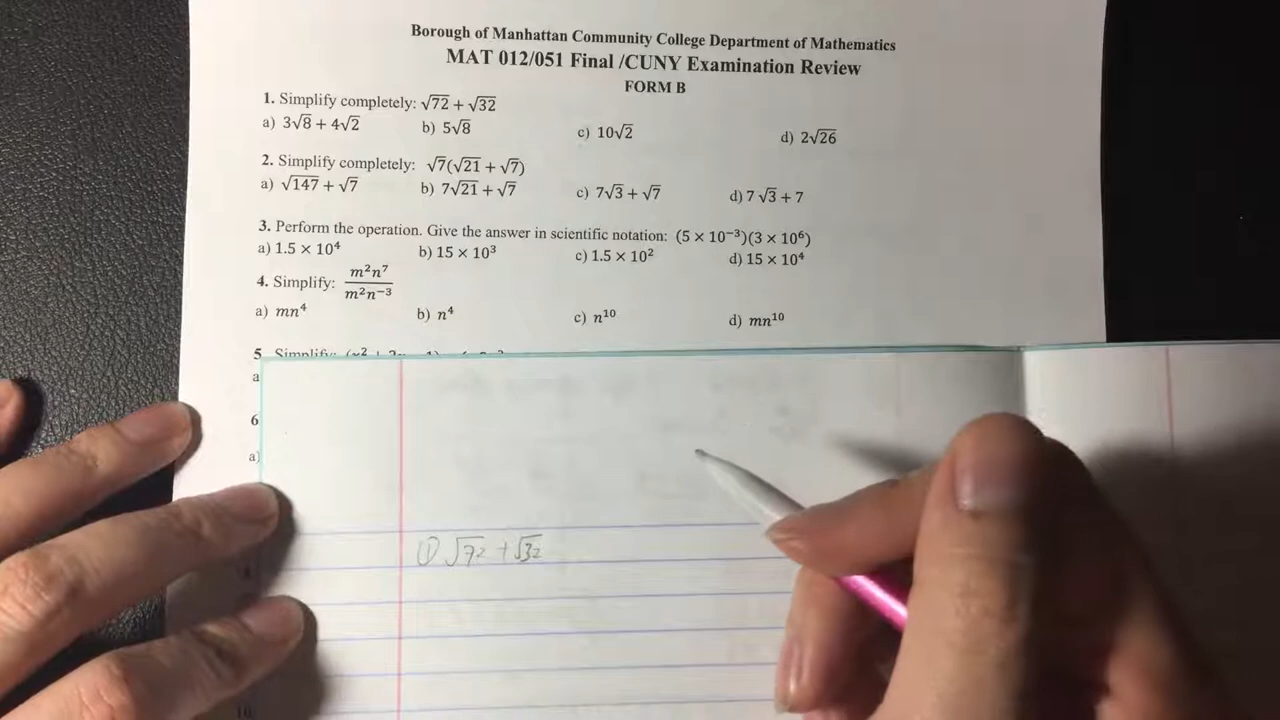 Borough of Manhattan Community College Department of Mathematics
MAT 012/051 Final /CUNY Examination Review
FORM B
1. Simplify completely: √72 + √32
a) 3√8 + 4√2 b) 5√8 c) 10√2 d) 2√26
2. Simplify completely: √7(√21 + √7)
a) √147 + √7 b) 7√21 + √7 c) 7√3 + √7 d) 7√3 + 7
3. Perform the operation. Give the answer in scientific notation: (5 × 10⁻³)(3 × 10⁶)
a) 1.5 × 10⁴ b) 15 × 10³ c) 1.5 × 10² d) 15 × 10⁴
4. Simplify: m²n⁷/m²n⁻³
a) mn⁴ b) n⁴ c) n¹⁰ d) mn¹⁰
5 Simplify:
a
6
a)
① √72 + √32